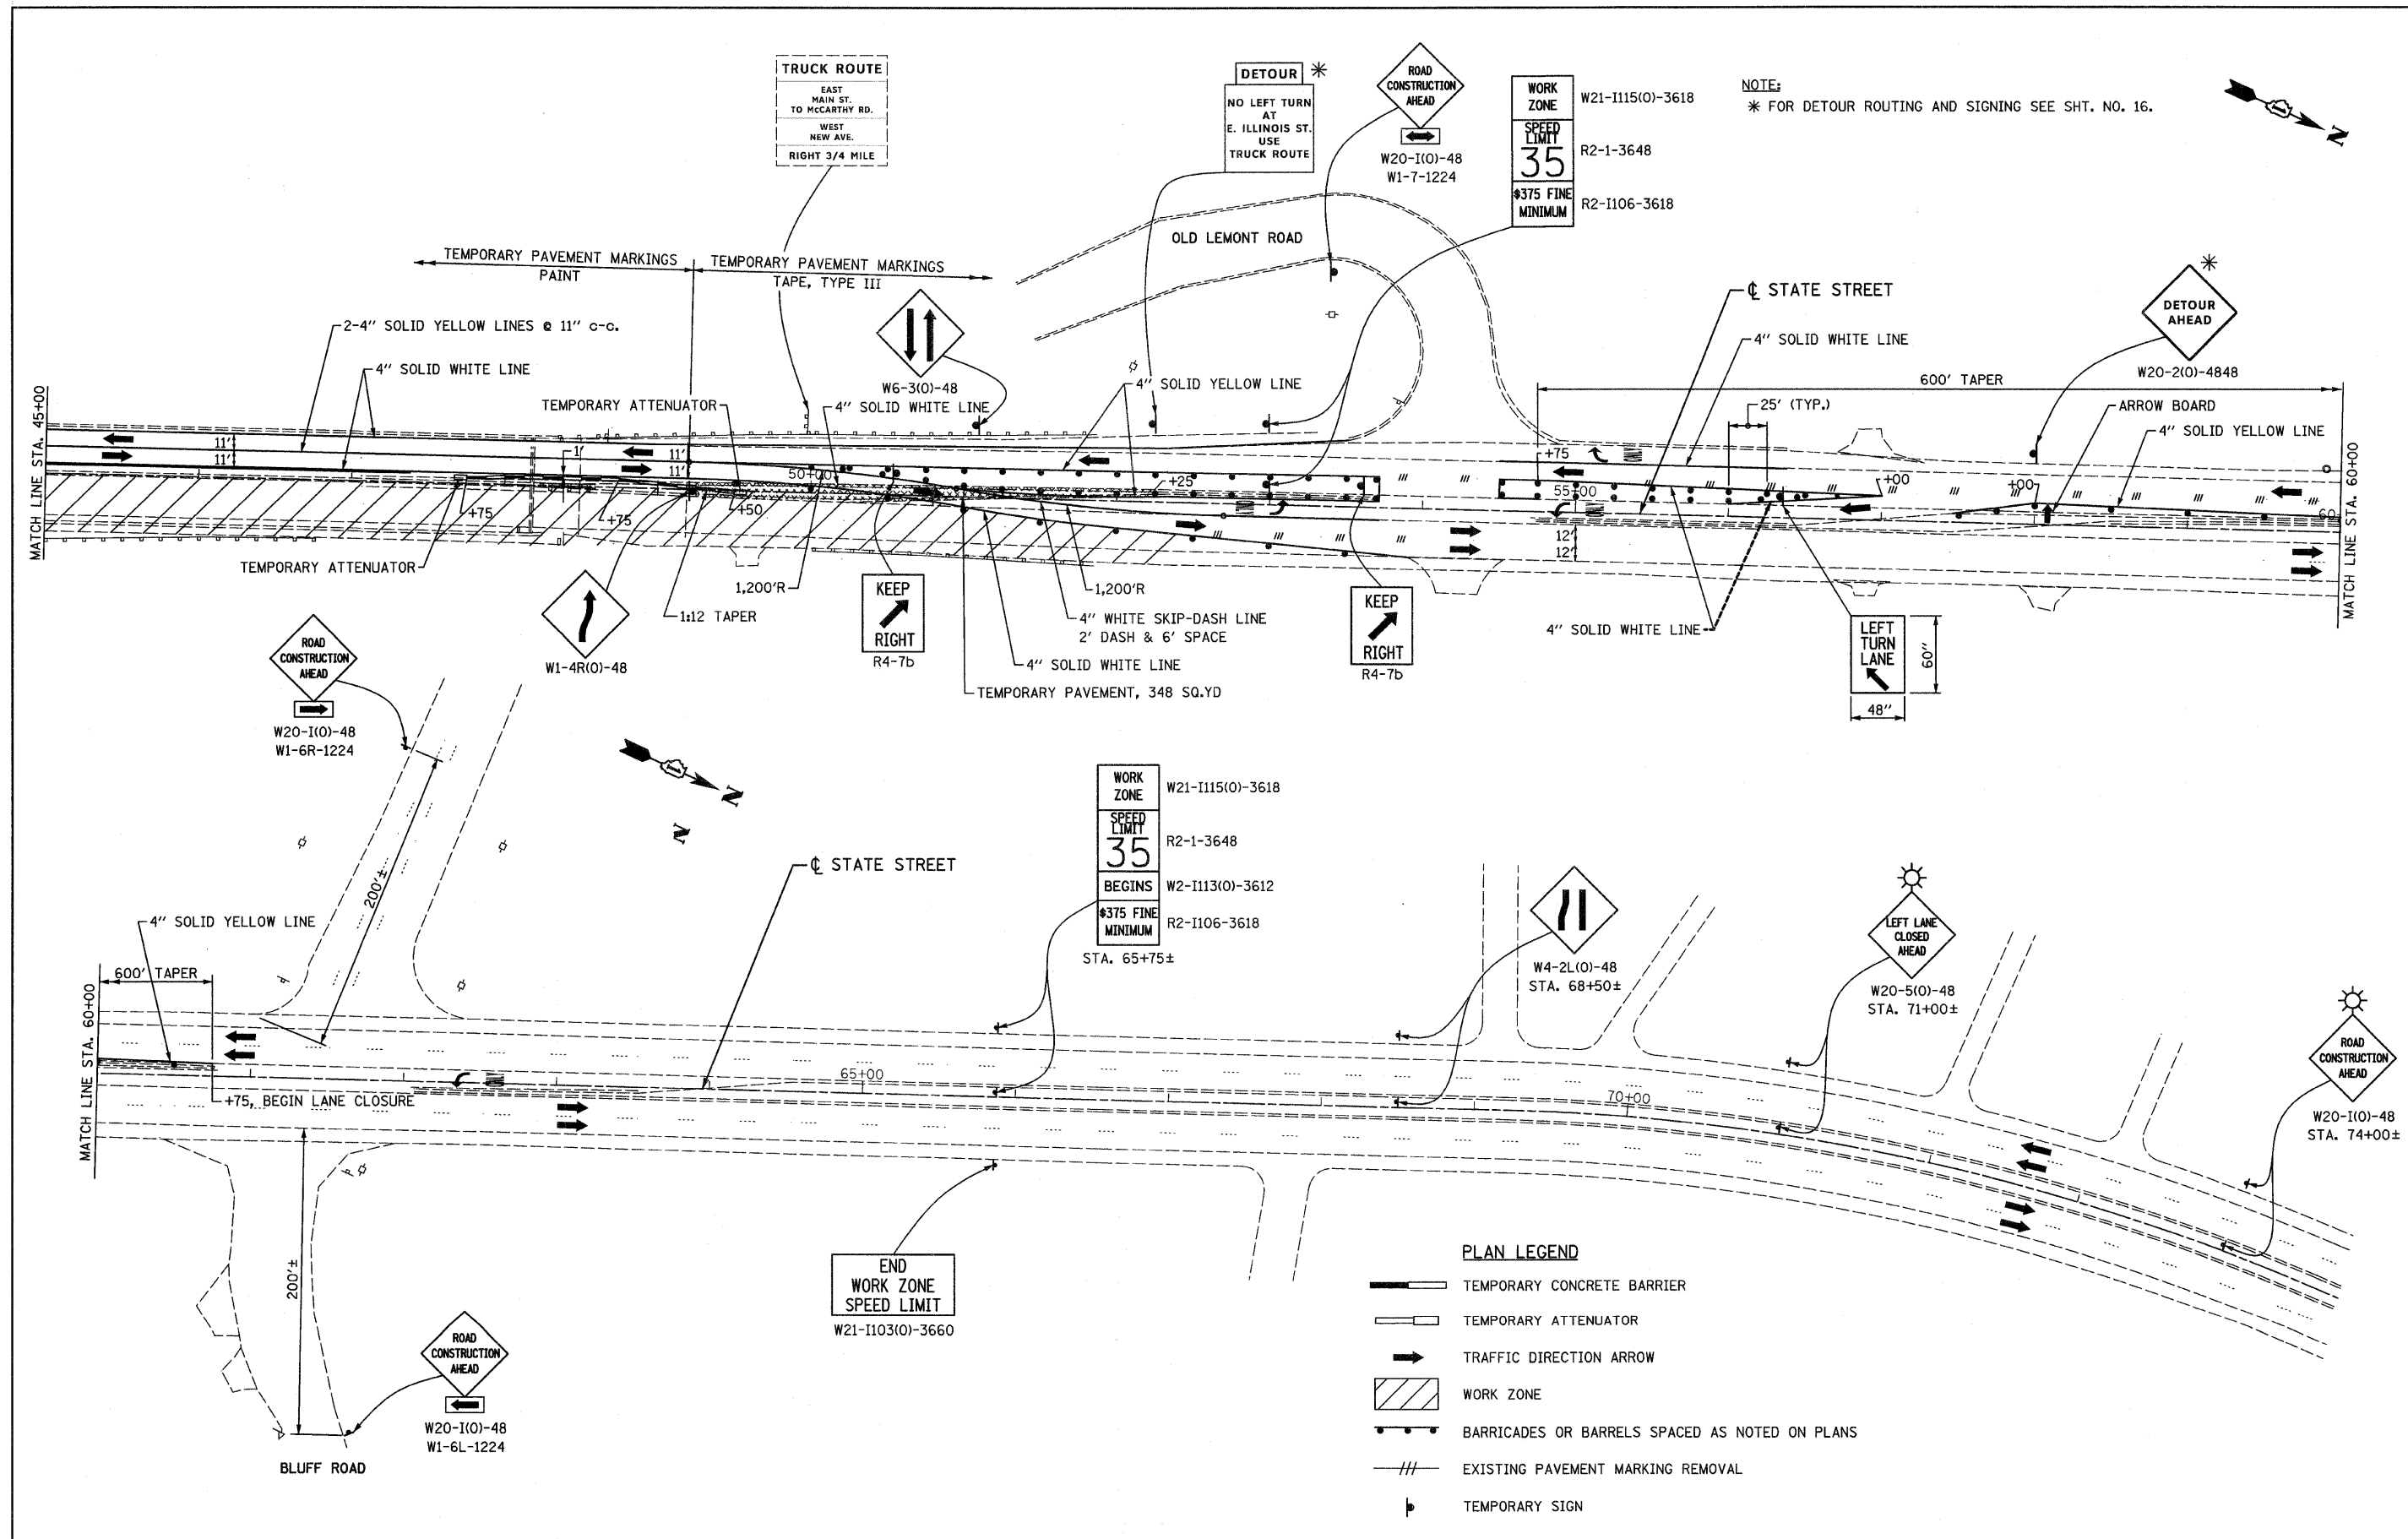 TRUCK ROUTE
EAST
MAIN ST.
TO McCARTHY RD.
WEST
NEW AVE.
RIGHT 3/4 MILE
DETOUR *
NO LEFT TURN
AT
E. ILLINOIS ST.
USE
TRUCK ROUTE
ROAD
CONSTRUCTION
AHEAD
W20-I(O)-48
W1-7-1224
WORK
ZONE
W21-I115(O)-3618
SPEED
LIMIT
35
R2-1-3648
$375 FINE
MINIMUM
R2-I106-3618
NOTE:
* FOR DETOUR ROUTING AND SIGNING SEE SHT. NO. 16.
N
OLD LEMONT ROAD
TEMPORARY PAVEMENT MARKINGS
PAINT
TEMPORARY PAVEMENT MARKINGS
TAPE, TYPE III
℄ STATE STREET
*
DETOUR
AHEAD
W20-2(O)-4848
2-4" SOLID YELLOW LINES @ 11" c-c.
4" SOLID WHITE LINE
W6-3(O)-48
4" SOLID WHITE LINE
4" SOLID YELLOW LINE
4" SOLID WHITE LINE
600' TAPER
TEMPORARY ATTENUATOR
25' (TYP.)
ARROW BOARD
4" SOLID YELLOW LINE
MATCH LINE STA. 45+00
11'
11'
1'
11'
11'
50+00
+25
+75
55+00
+00
+00
60
+75
+75
+50
12'
12'
MATCH LINE STA. 60+00
TEMPORARY ATTENUATOR
W1-4R(O)-48
1:12 TAPER
1,200'R
KEEP
RIGHT
R4-7b
1,200'R
4" WHITE SKIP-DASH LINE
2' DASH & 6' SPACE
4" SOLID WHITE LINE
TEMPORARY PAVEMENT, 348 SQ.YD
KEEP
RIGHT
R4-7b
4" SOLID WHITE LINE
LEFT
TURN
LANE
60"
48"
ROAD
CONSTRUCTION
AHEAD
W20-I(O)-48
W1-6R-1224
N
N
200'±
4" SOLID YELLOW LINE
600' TAPER
MATCH LINE STA. 60+00
+75, BEGIN LANE CLOSURE
℄ STATE STREET
WORK
ZONE
W21-I115(O)-3618
SPEED
LIMIT
35
R2-1-3648
BEGINS
W2-I113(O)-3612
$375 FINE
MINIMUM
R2-I106-3618
STA. 65+75±
W4-2L(O)-48
STA. 68+50±
LEFT LANE
CLOSED
AHEAD
W20-5(O)-48
STA. 71+00±
ROAD
CONSTRUCTION
AHEAD
W20-I(O)-48
STA. 74+00±
65+00
70+00
200'±
END
WORK ZONE
SPEED LIMIT
W21-I103(O)-3660
ROAD
CONSTRUCTION
AHEAD
W20-I(O)-48
W1-6L-1224
BLUFF ROAD
PLAN LEGEND
TEMPORARY CONCRETE BARRIER
TEMPORARY ATTENUATOR
TRAFFIC DIRECTION ARROW
WORK ZONE
BARRICADES OR BARRELS SPACED AS NOTED ON PLANS
EXISTING PAVEMENT MARKING REMOVAL
TEMPORARY SIGN